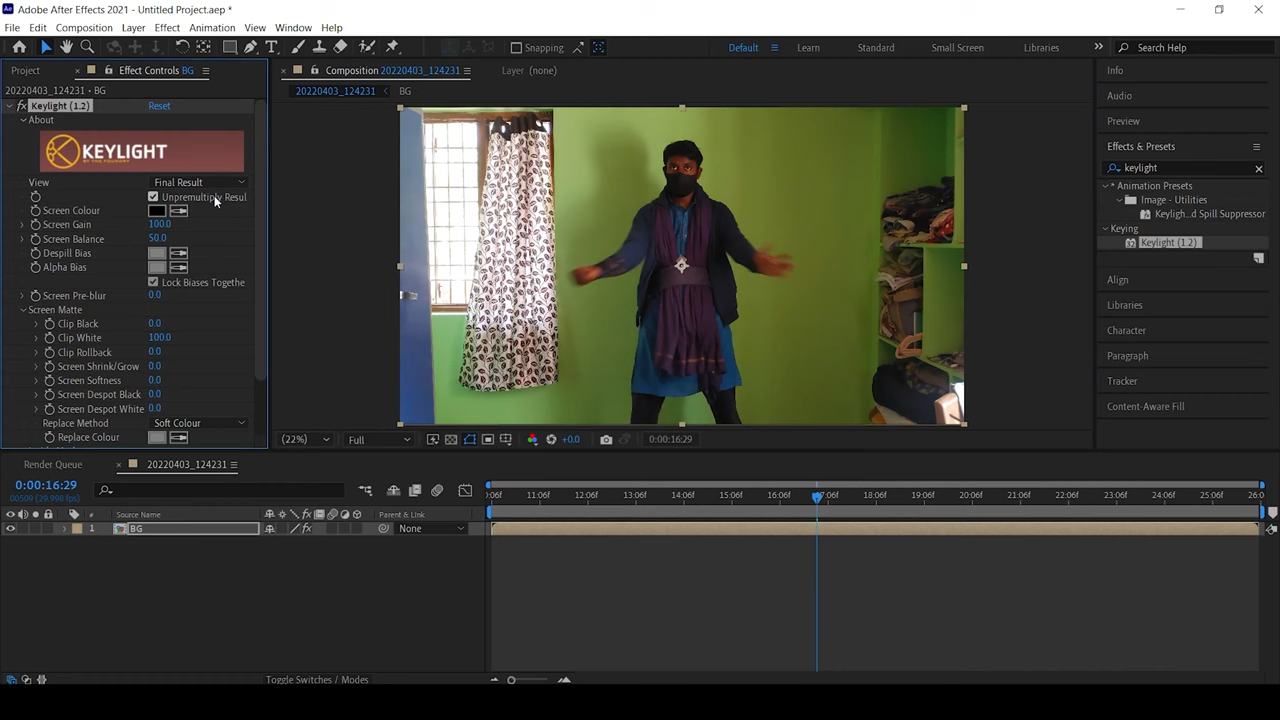 Adobe After Effects 2021 - Untitled Project.aep *
File Edit Composition Layer Effect Animation View Window Help
Snapping Default Learn Standard Small Screen Libraries Search Help
Project Effect Controls BG Composition 20220403_124231 Layer (none) Info
20220403_124231 • BG 20220403_124231 BG Audio
Keylight (1.2) Reset
About Preview
KEYLIGHT Effects & Presets
keylight
View Final Result * Animation Presets
Unpremultiply Resul Image - Utilities
Screen Colour Keyligh...d Spill Suppressor
Screen Gain 100.0 Keying
Screen Balance 50.0 Keylight (1.2)
Despill Bias
Alpha Bias Align
Lock Biases Togethe
Screen Pre-blur 0.0 Libraries
Screen Matte
Clip Black 0.0 Character
Clip White 100.0
Clip Rollback 0.0 Paragraph
Screen Shrink/Grow 0.0
Screen Softness 0.0 Tracker
Screen Despot Black 0.0
Screen Despot White 0.0 Content-Aware Fill
Replace Method Soft Colour
Replace Colour (22%) Full +0.0 0:00:16:29
Render Queue 20220403_124231
0:00:16:29
00509 (29.998 fps) :06f 11:06f 12:06f 13:06f 14:06f 15:06f 16:06f 17:06f 18:06f 19:06f 20:06f 21:06f 22:06f 23:06f 24:06f 25:06f 26:0
# Source Name Parent & Link
1 BG None
Toggle Switches / Modes